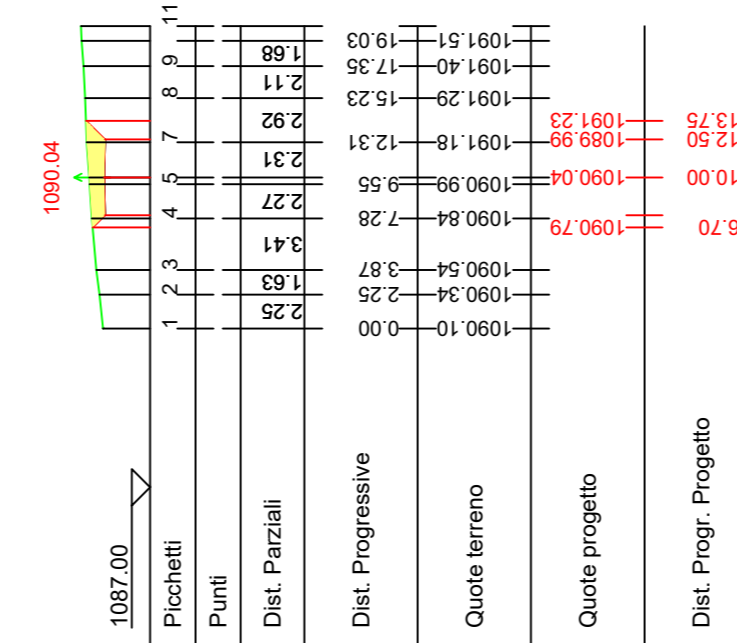 1090.04
1087.00
Picchetti 1 2 3 4 5 7 8 9 11
Punti
Dist. Parziali 2.25 1.63 3.41 2.27 2.31 2.92 2.11 1.68
Dist. Progressive 0.00 2.25 3.87 7.28 9.55 12.31 15.23 17.35 19.03
Quote terreno 1090.10 1090.34 1090.54 1090.84 1090.99 1091.18 1091.29 1091.40 1091.51
Quote progetto 1090.79 1090.04 1089.99 1091.23
Dist. Progr. Progetto 6.70 10.00 12.50 13.75